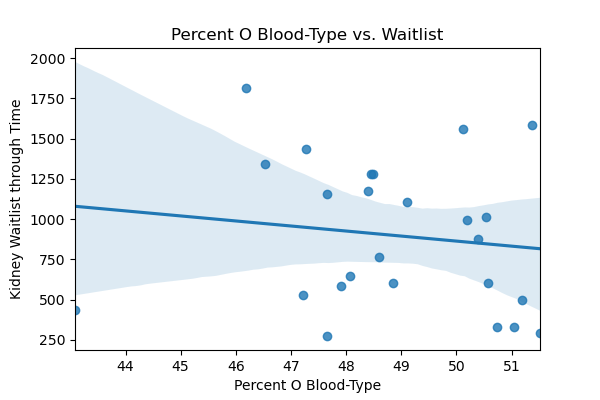 Percent O Blood-Type vs. Waitlist
Kidney Waitlist through Time
2000
1750
1500
1250
1000
750
500
250
44 45 46 47 48 49 50 51
Percent O Blood-Type